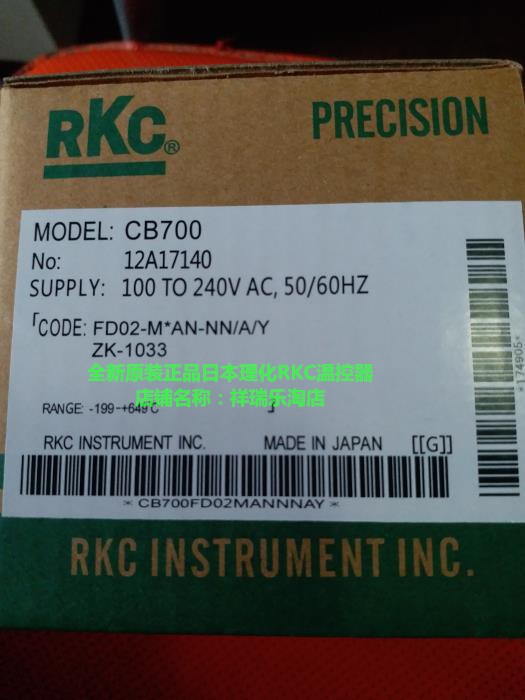 RKC®
PRECISION
MODEL: CB700
No: 12A17140
SUPPLY: 100 TO 240V AC, 50/60HZ
「CODE: FD02-M*AN-NN/A/Y
ZK-1033
全新原装正品日本理化RKC温控器
店铺名称：祥瑞乐淘店
RANGE: -199-+649℃ 」
RKC INSTRUMENT INC. MADE IN JAPAN [[G]]
*CB700FD02MANNNAY*
*174905*
RKC INSTRUMENT INC.